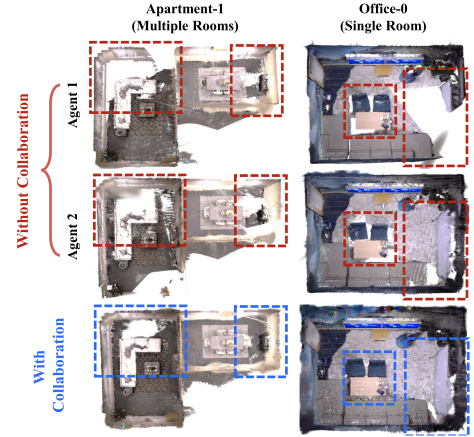 Apartment-1
(Multiple Rooms)
Office-0
(Single Room)
Without Collaboration
Agent 1
Agent 2
With
Collaboration